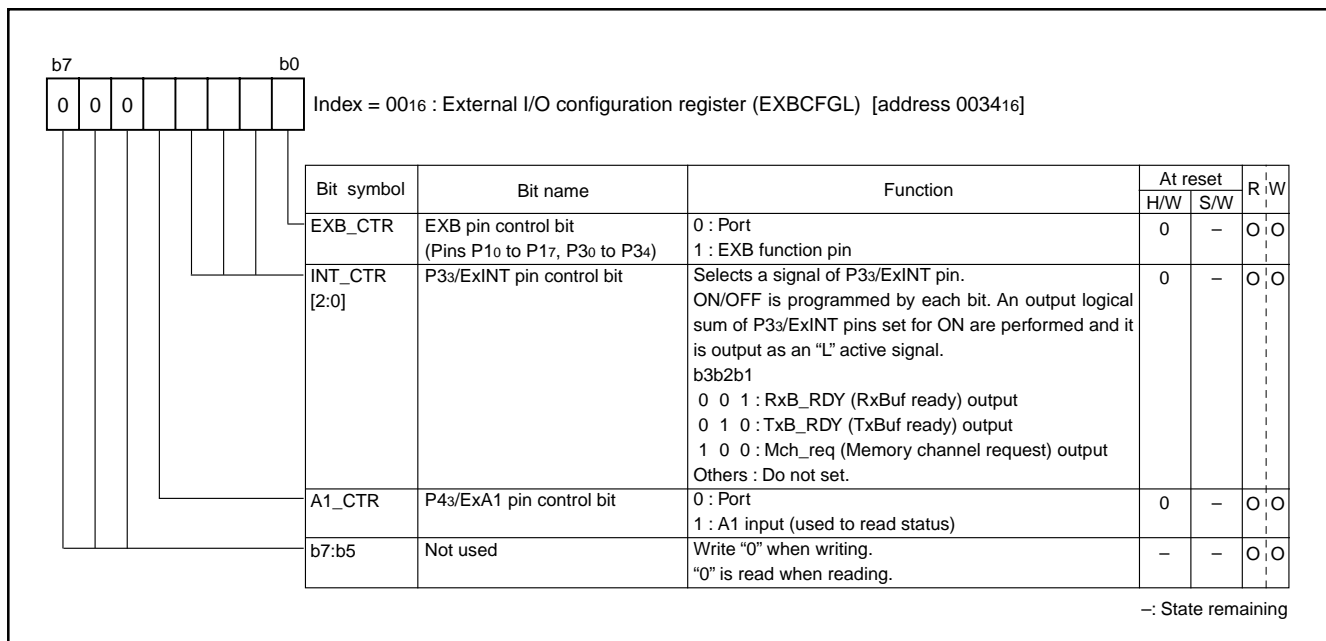 b7 b0
0 0 0
Index = 0016 : External I/O configuration register (EXBCFGL) [address 003416]
Bit symbol Bit name Function At reset R W
H/W S/W
EXB_CTR EXB pin control bit 0 : Port 0 – O O
(Pins P10 to P17, P30 to P34) 1 : EXB function pin
INT_CTR P33/ExINT pin control bit Selects a signal of P33/ExINT pin. 0 – O O
[2:0] ON/OFF is programmed by each bit. An output logical
sum of P33/ExINT pins set for ON are performed and it
is output as an “L” active signal.
b3b2b1
0 0 1 : RxB_RDY (RxBuf ready) output
0 1 0 : TxB_RDY (TxBuf ready) output
1 0 0 : Mch_req (Memory channel request) output
Others : Do not set.
A1_CTR P43/ExA1 pin control bit 0 : Port 0 – O O
1 : A1 input (used to read status)
b7:b5 Not used Write “0” when writing. – – O O
“0” is read when reading.
–: State remaining